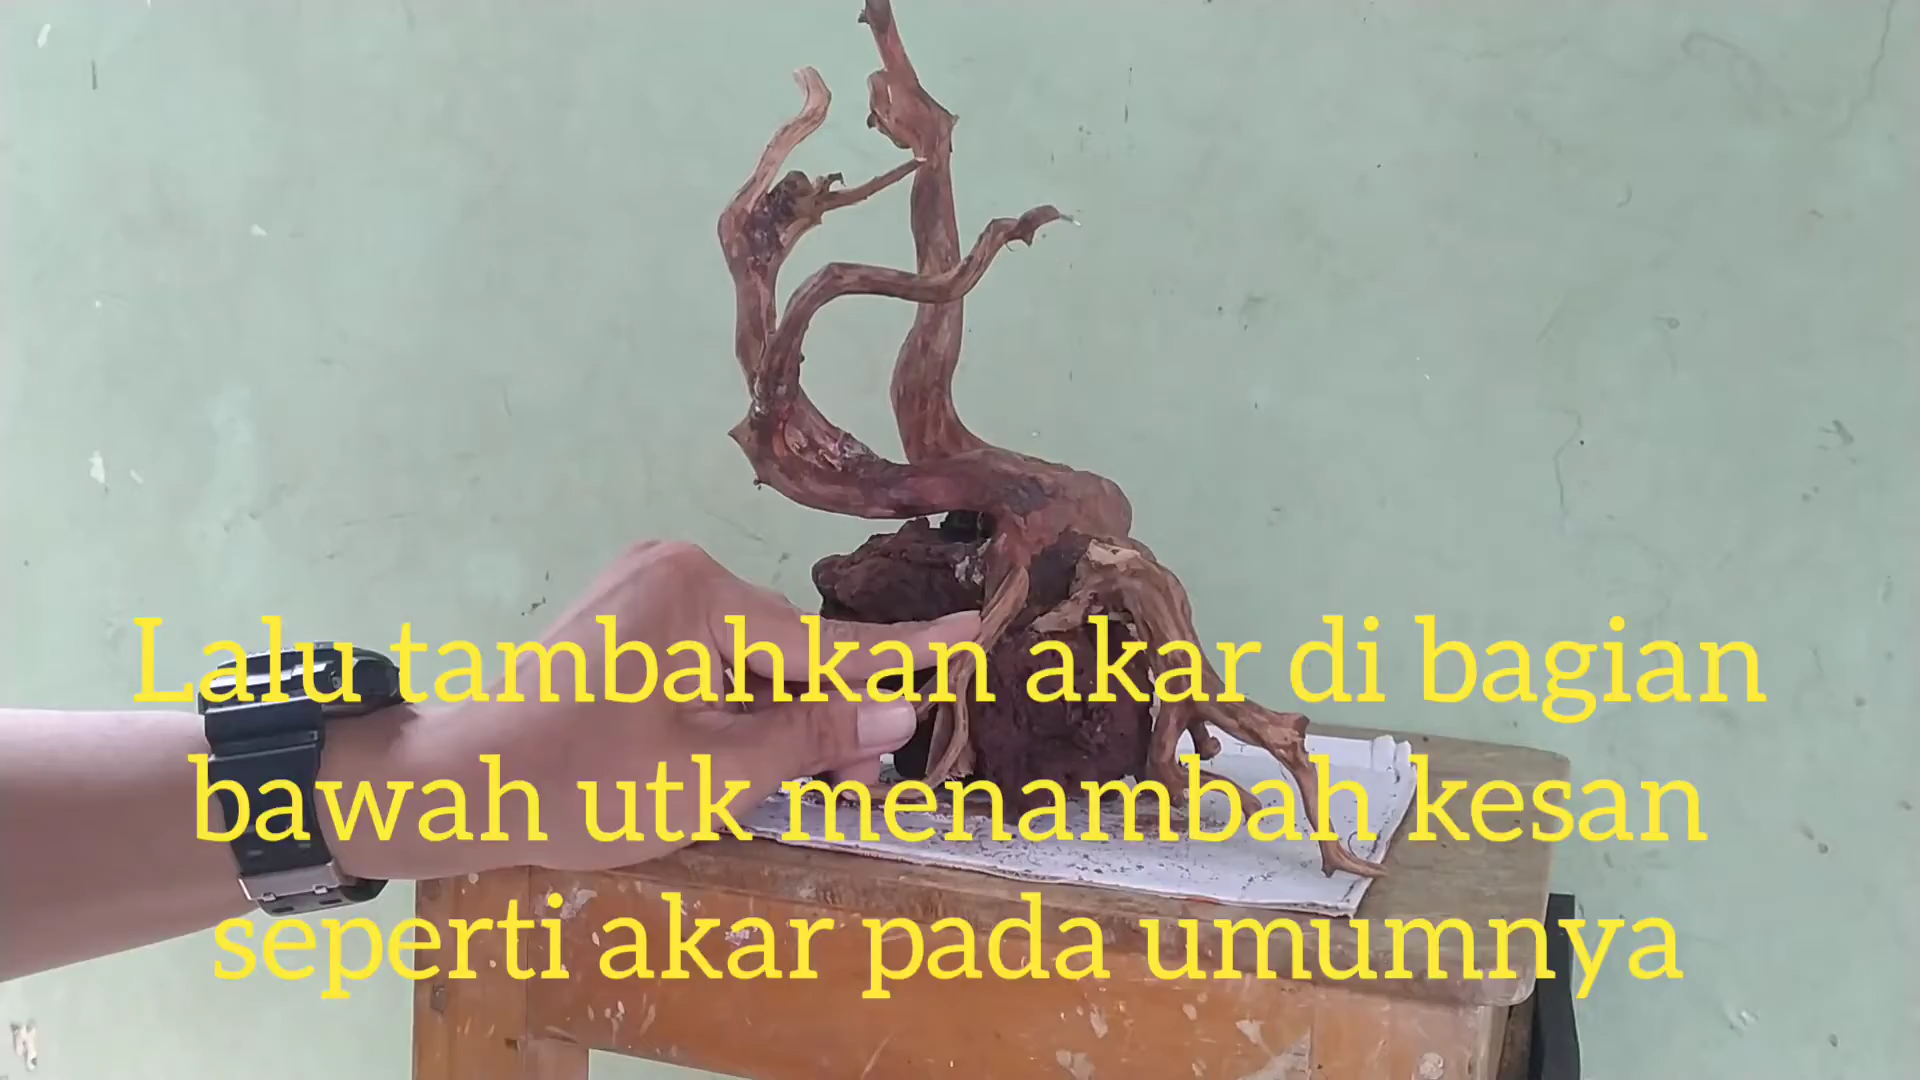 Lalu tambahkan akar di bagian
bawah utk menambah kesan
seperti akar pada umumnya